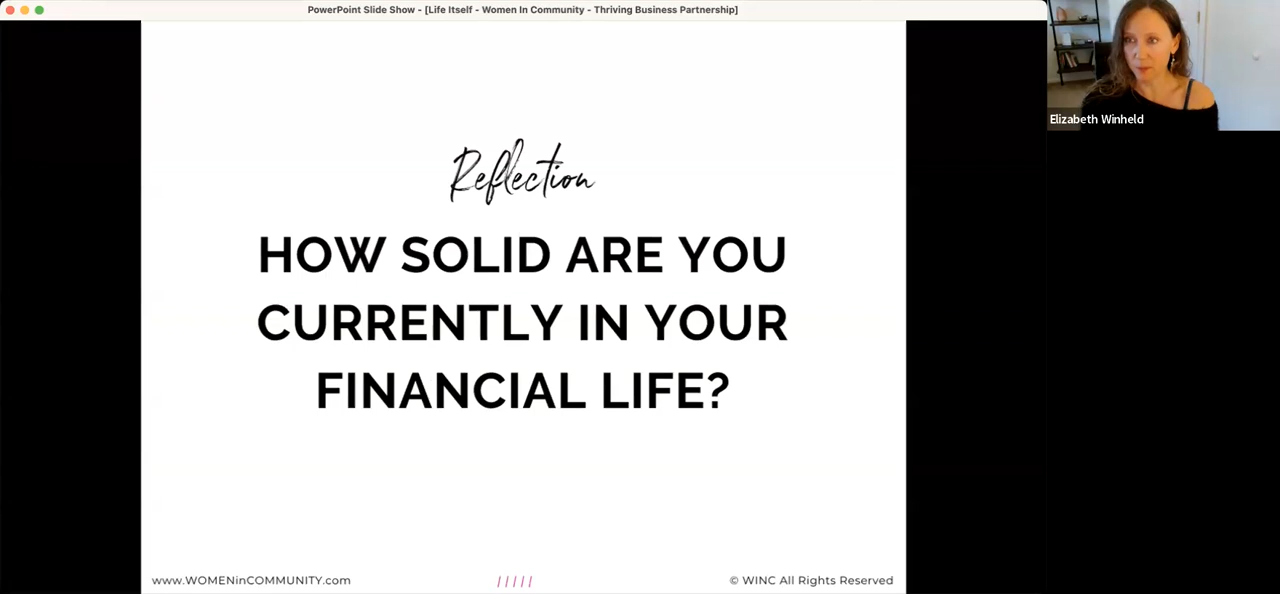 PowerPoint Slide Show - [Life Itself - Women In Community - Thriving Business Partnership]
Elizabeth Winheld
Reflection
HOW SOLID ARE YOU
CURRENTLY IN YOUR
FINANCIAL LIFE?
www.WOMENinCOMMUNITY.com
/ / / / /
© WINC All Rights Reserved